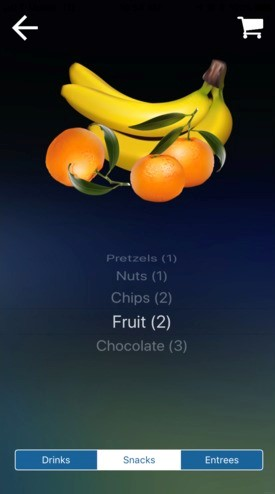 Pretzels (1)
Nuts (1)
Chips (2)
Fruit (2)
Chocolate (3)
Drinks
Snacks
Entrees